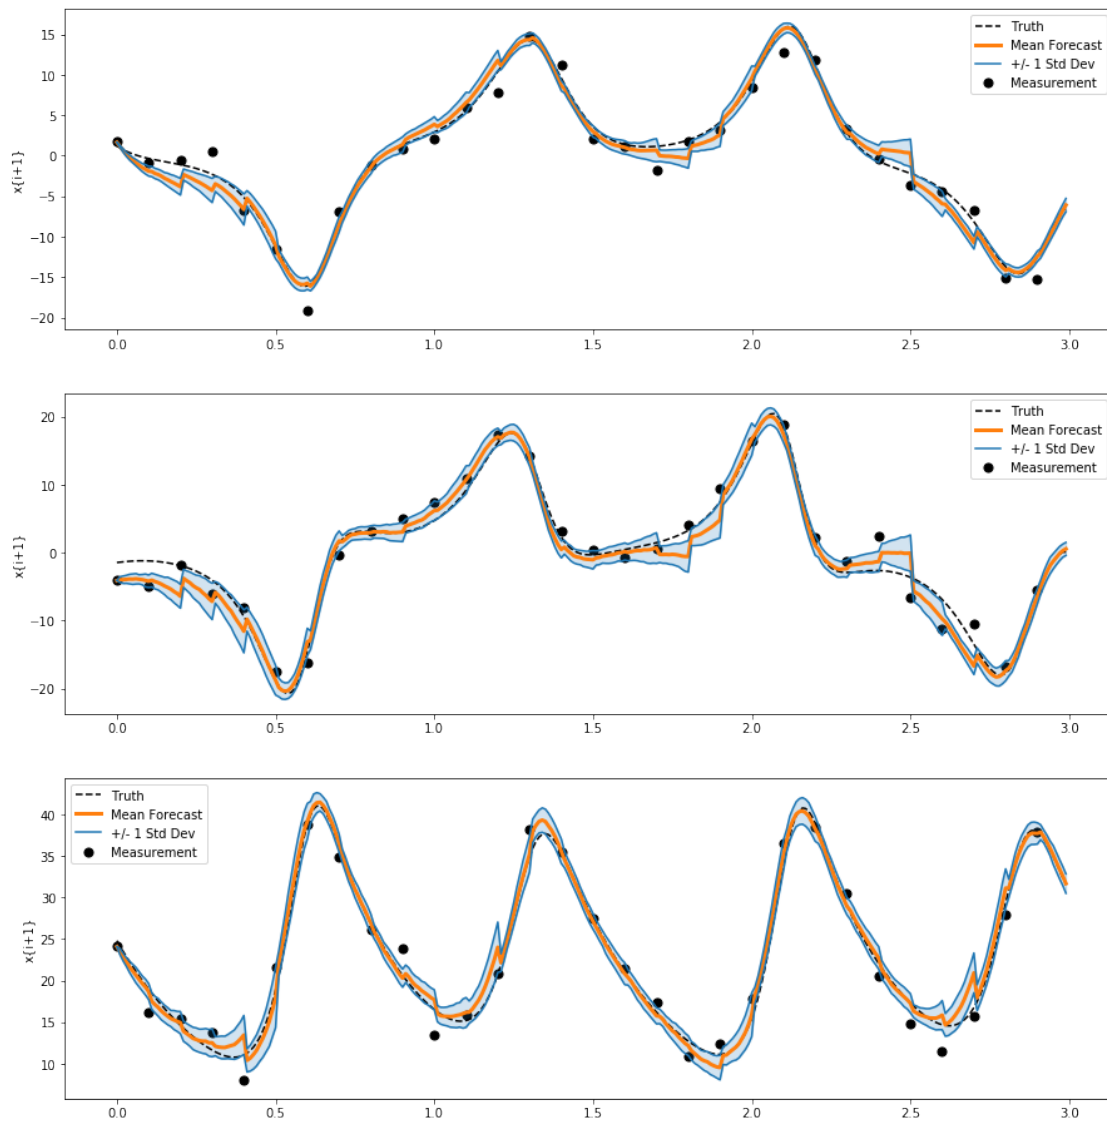 15
10
5
0
−5
−10
−15
−20
x{i+1}
0.0 0.5 1.0 1.5 2.0 2.5 3.0
Truth
Mean Forecast
+/- 1 Std Dev
Measurement
20
10
0
−10
−20
x{i+1}
0.0 0.5 1.0 1.5 2.0 2.5 3.0
Truth
Mean Forecast
+/- 1 Std Dev
Measurement
40
35
30
25
20
15
10
x{i+1}
0.0 0.5 1.0 1.5 2.0 2.5 3.0
Truth
Mean Forecast
+/- 1 Std Dev
Measurement